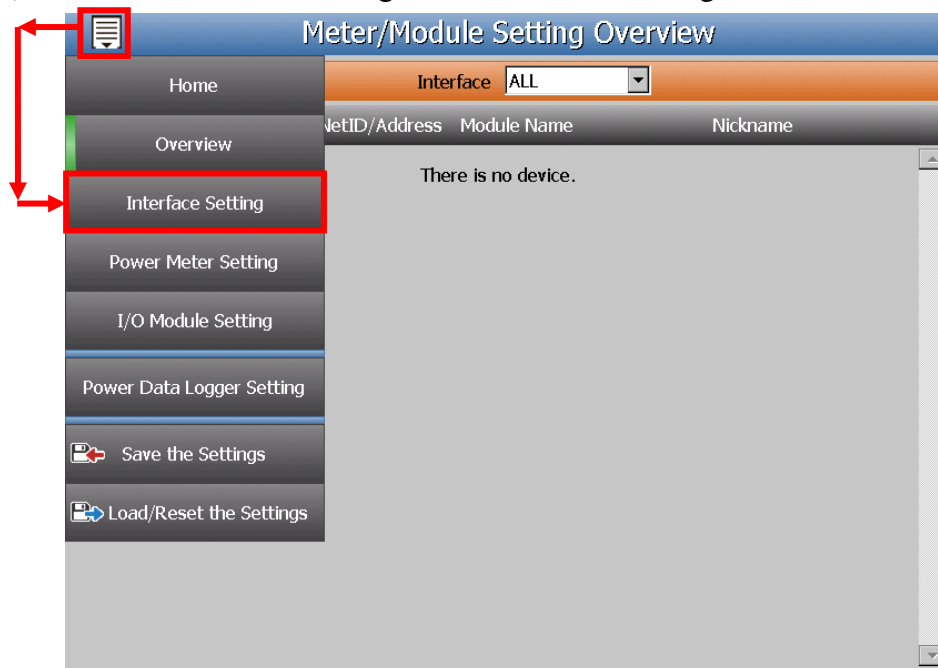 Meter/Module Setting Overview
Home
Interface ALL
NetID/Address Module Name Nickname
Overview
There is no device.
Interface Setting
Power Meter Setting
I/O Module Setting
Power Data Logger Setting
Save the Settings
Load/Reset the Settings